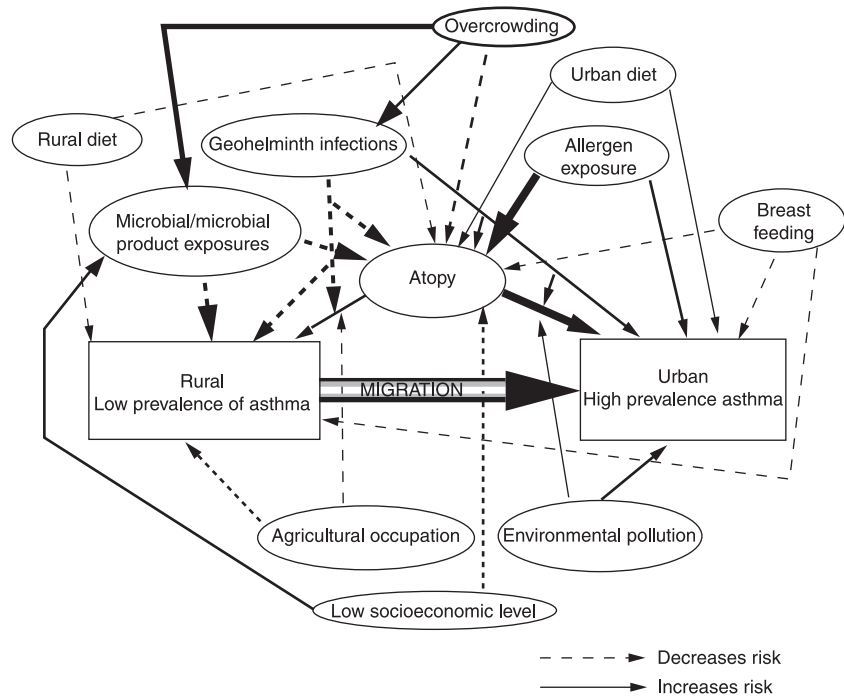 Overcrowding
Urban diet
Rural diet
Geohelminth infections
Allergen
exposure
Microbial/microbial
product exposures
Breast
feeding
Atopy
Rural
Low prevalence of asthma
MIGRATION
Urban
High prevalence asthma
Agricultural occupation
Environmental pollution
Low socioeconomic level
Decreases risk
Increases risk